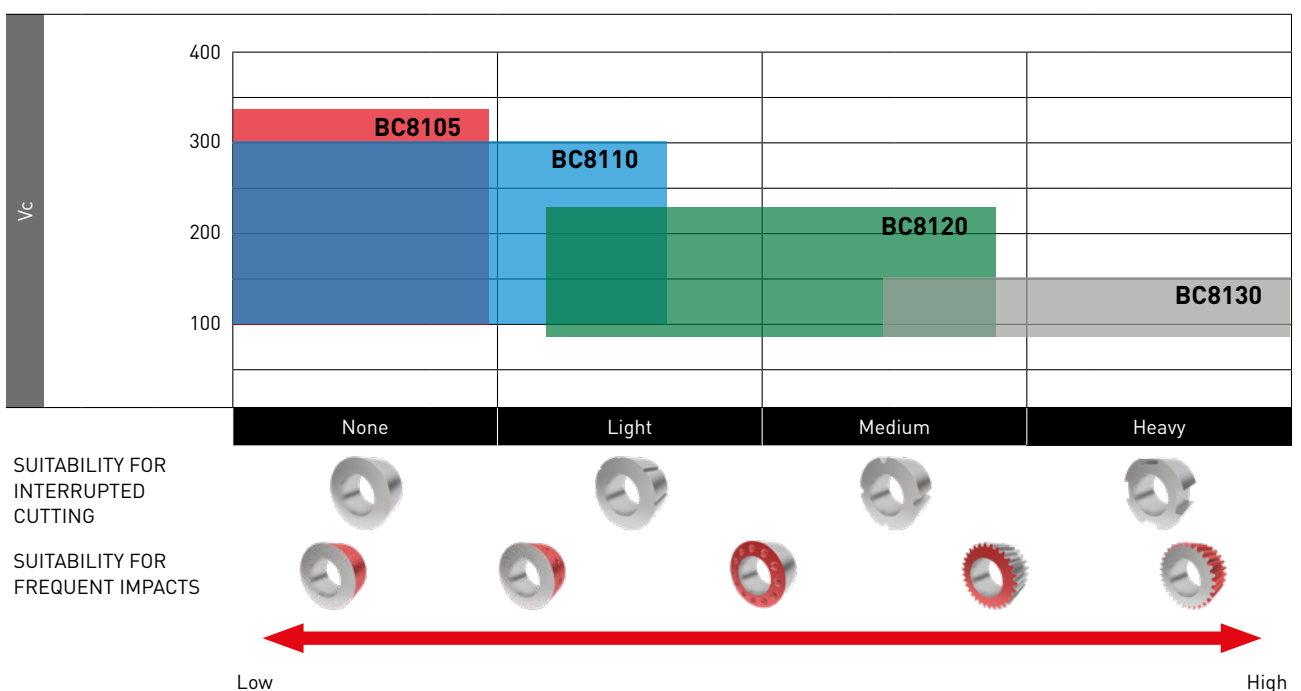 Vc
400
300
200
100
BC8105
BC8110
BC8120
BC8130
None Light Medium Heavy
SUITABILITY FOR
INTERRUPTED
CUTTING
SUITABILITY FOR
FREQUENT IMPACTS
Low High